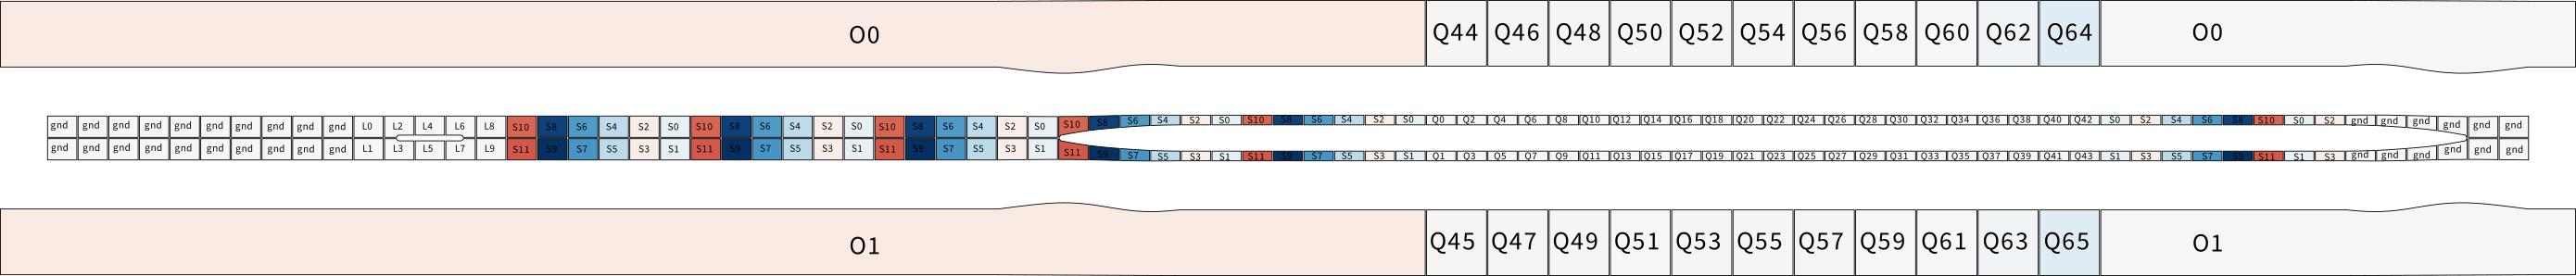 O0 Q44 Q46 Q48 Q50 Q52 Q54 Q56 Q58 Q60 Q62 Q64 O0
gnd gnd gnd gnd gnd gnd gnd gnd gnd gnd L0 L2 L4 L6 L8 S10 S8 S6 S4 S2 S0 S10 S8 S6 S4 S2 S0 S10 S8 S6 S4 S2 S0 S10 S8 S6 S4 S2 S0 S10 S8 S6 S4 S2 S0 Q0 Q2 Q4 Q6 Q8 Q10 Q12 Q14 Q16 Q18 Q20 Q22 Q24 Q26 Q28 Q30 Q32 Q34 Q36 Q38 Q40 Q42 S0 S2 S4 S6 S8 S10 S0 S2 gnd gnd gnd gnd gnd gnd
gnd gnd gnd gnd gnd gnd gnd gnd gnd gnd L1 L3 L5 L7 L9 S11 S9 S7 S5 S3 S1 S11 S9 S7 S5 S3 S1 S11 S9 S7 S5 S3 S1 S11 S9 S7 S5 S3 S1 S11 S9 S7 S5 S3 S1 Q1 Q3 Q5 Q7 Q9 Q11 Q13 Q15 Q17 Q19 Q21 Q23 Q25 Q27 Q29 Q31 Q33 Q35 Q37 Q39 Q41 Q43 S1 S3 S5 S7 S9 S11 S1 S3 gnd gnd gnd gnd gnd gnd
O1 Q45 Q47 Q49 Q51 Q53 Q55 Q57 Q59 Q61 Q63 Q65 O1